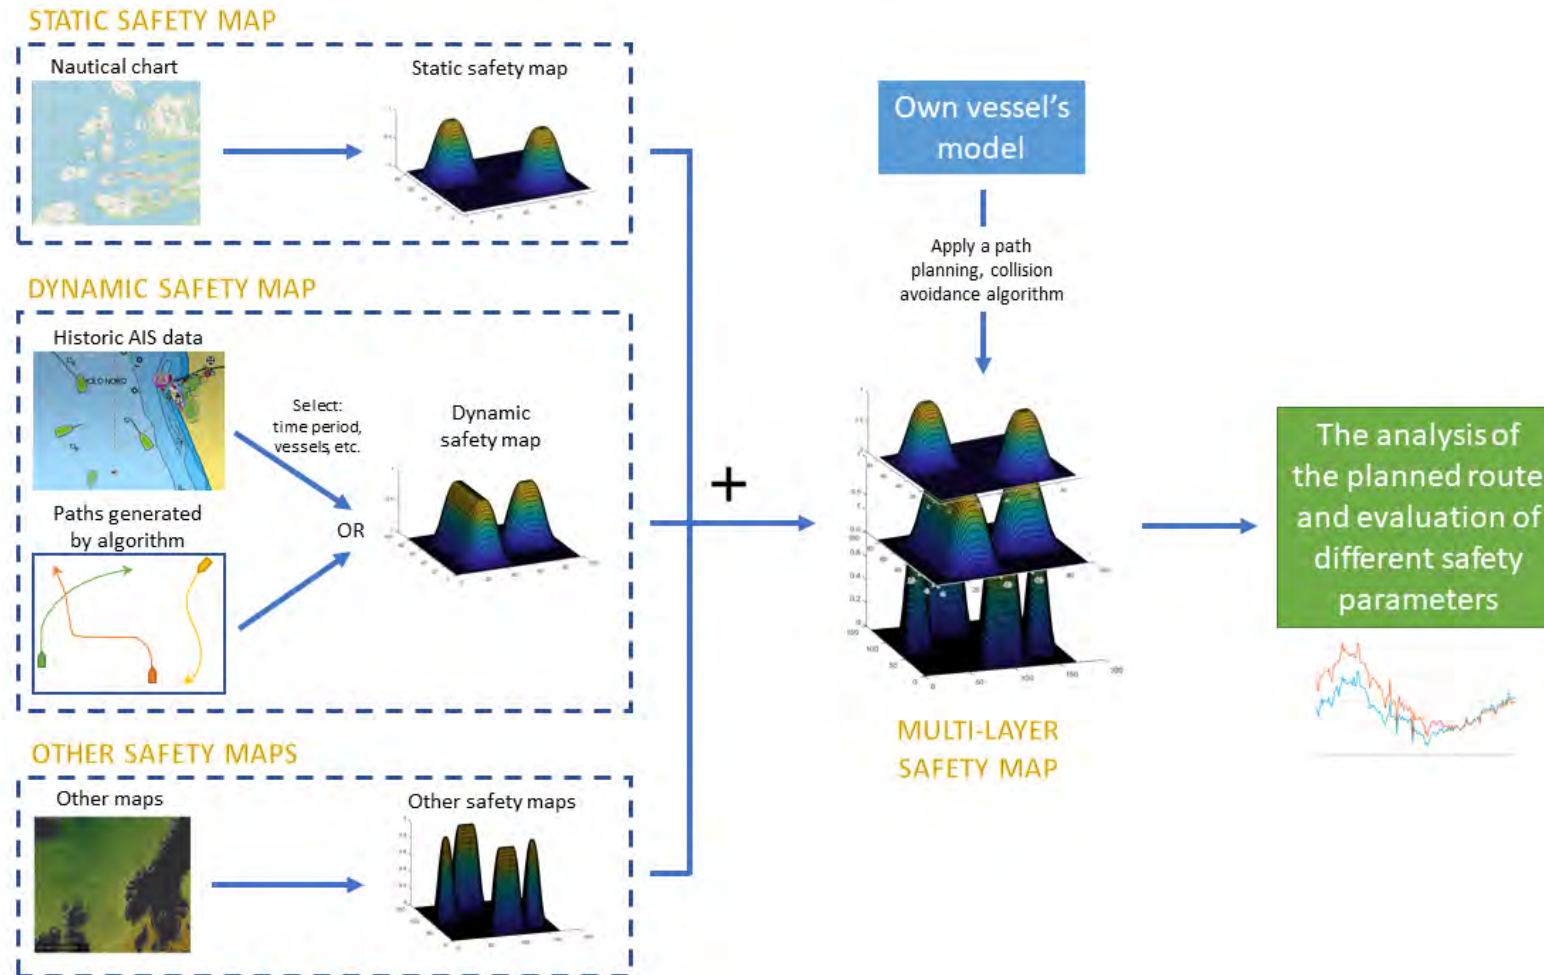 STATIC SAFETY MAP
Nautical chart
Static safety map
DYNAMIC SAFETY MAP
Historic AIS data
Select:
time period,
vessels, etc.
Paths generated
by algorithm
OR
Dynamic
safety map
OTHER SAFETY MAPS
Other maps
Other safety maps
+
Own vessel's
model
Apply a path
planning, collision
avoidance algorithm
MULTI-LAYER
SAFETY MAP
The analysis of
the planned route
and evaluation of
different safety
parameters